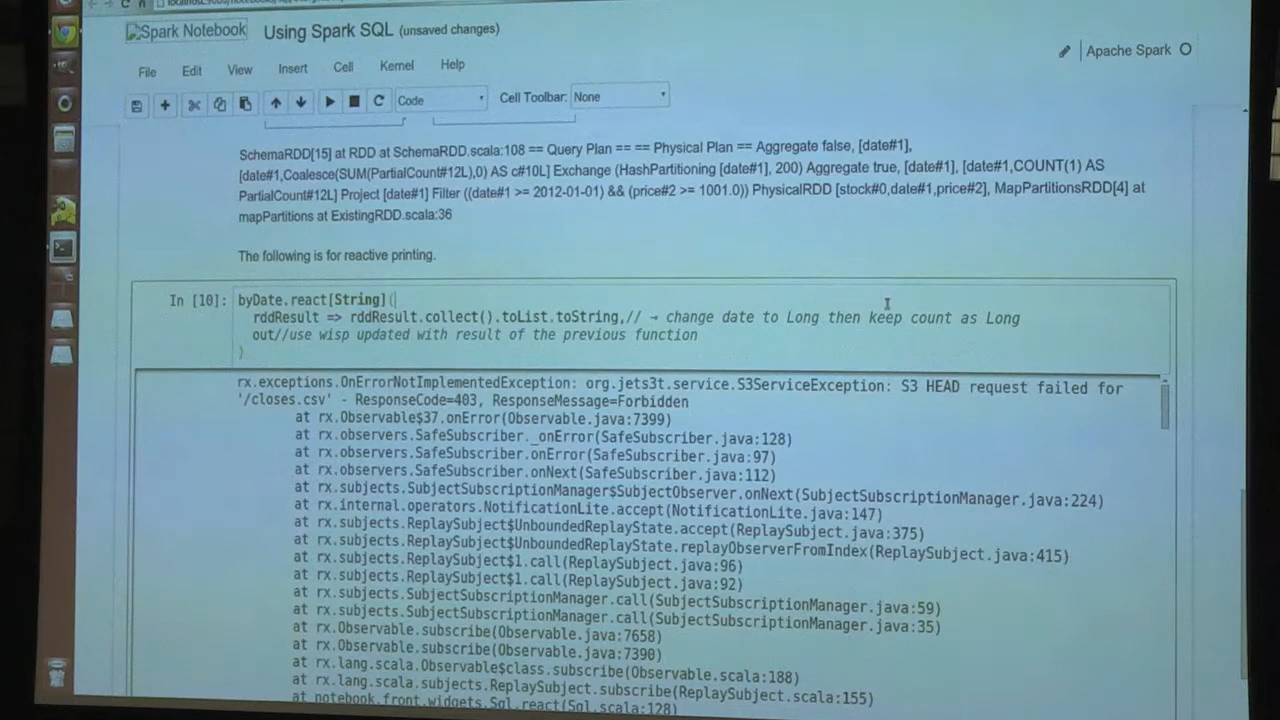 Spark Notebook Using Spark SQL (unsaved changes)
File Edit View Insert Cell Kernel Help
Apache Spark
Code Cell Toolbar: None
SchemaRDD[15] at RDD at SchemaRDD.scala:108 == Query Plan == == Physical Plan == Aggregate false, [date#1],
[date#1,Coalesce(SUM(PartialCount#12L),0) AS c#10L] Exchange (HashPartitioning [date#1], 200) Aggregate true, [date#1], [date#1,COUNT(1) AS
PartialCount#12L] Project [date#1] Filter ((date#1 >= 2012-01-01) && (price#2 >= 1001.0)) PhysicalRDD [stock#0,date#1,price#2], MapPartitionsRDD[4] at
mapPartitions at ExistingRDD.scala:36
The following is for reactive printing.
In [10]: byDate.react[String](
rddResult => rddResult.collect().toList.toString,// → change date to Long then keep count as Long
out//use wisp updated with result of the previous function
)
rx.exceptions.OnErrorNotImplementedException: org.jets3t.service.S3ServiceException: S3 HEAD request failed for
'/closes.csv' - ResponseCode=403, ResponseMessage=Forbidden
at rx.Observable$37.onError(Observable.java:7399)
at rx.observers.SafeSubscriber._onError(SafeSubscriber.java:128)
at rx.observers.SafeSubscriber.onError(SafeSubscriber.java:97)
at rx.observers.SafeSubscriber.onNext(SafeSubscriber.java:112)
at rx.subjects.SubjectSubscriptionManager$SubjectObserver.onNext(SubjectSubscriptionManager.java:224)
at rx.internal.operators.NotificationLite.accept(NotificationLite.java:147)
at rx.subjects.ReplaySubject$UnboundedReplayState.accept(ReplaySubject.java:375)
at rx.subjects.ReplaySubject$UnboundedReplayState.replayObserverFromIndex(ReplaySubject.java:415)
at rx.subjects.ReplaySubject$1.call(ReplaySubject.java:96)
at rx.subjects.ReplaySubject$1.call(ReplaySubject.java:92)
at rx.subjects.SubjectSubscriptionManager.call(SubjectSubscriptionManager.java:59)
at rx.subjects.SubjectSubscriptionManager.call(SubjectSubscriptionManager.java:35)
at rx.Observable.subscribe(Observable.java:7658)
at rx.Observable.subscribe(Observable.java:7390)
at rx.lang.scala.Observable$class.subscribe(Observable.scala:188)
at rx.lang.scala.subjects.ReplaySubject.subscribe(ReplaySubject.scala:155)
at notebook.front.widgets.Sql.react(Sql.scala:128)